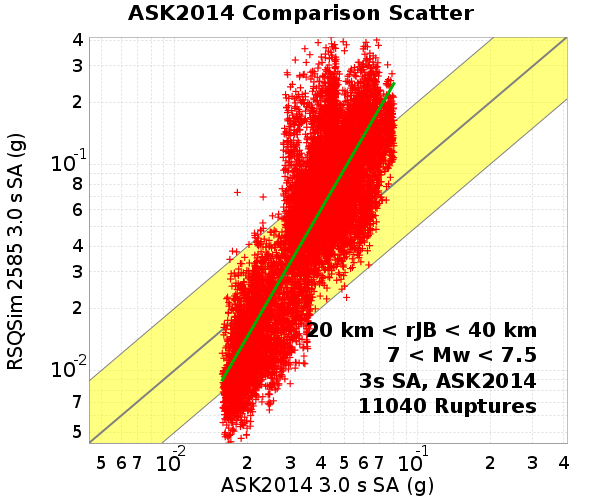 ASK2014 Comparison Scatter
4
3
2
10-1
8
6
4
3
2
10-2
7
5
RSQSim 2585 3.0 s SA (g)
20 km < rJB < 40 km
7 < Mw < 7.5
3s SA, ASK2014
11040 Ruptures
5 6 7 10-2 2 3 4 5 6 7 10-1 2 3 4
ASK2014 3.0 s SA (g)